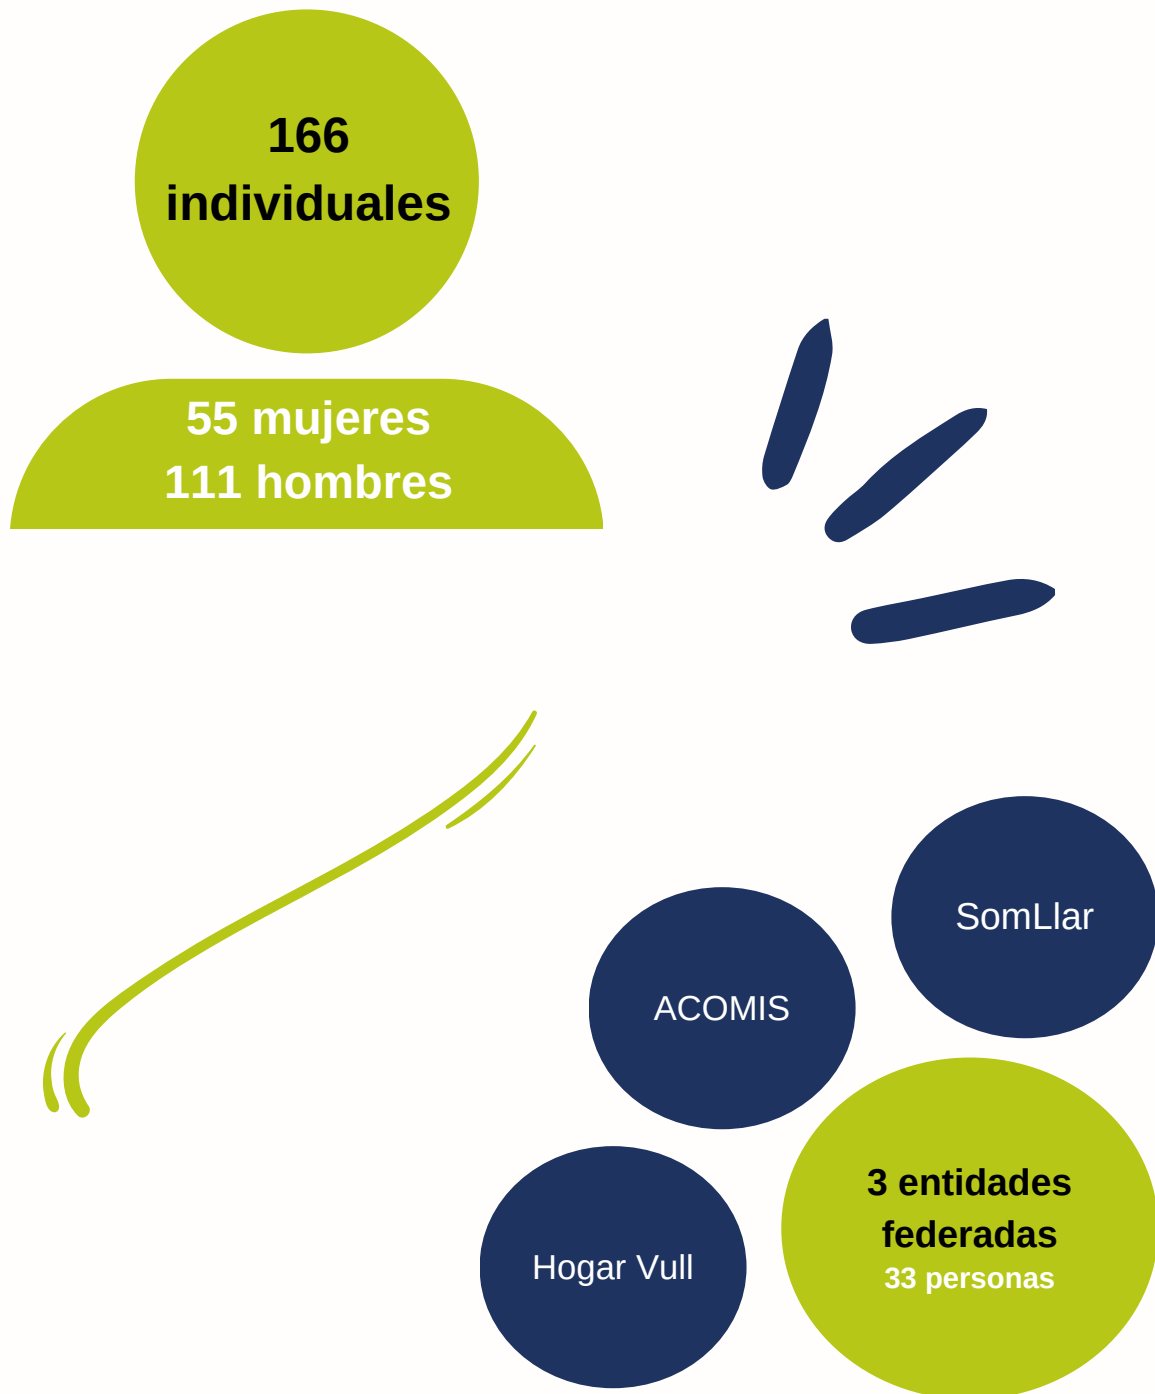 166
individuales
55 mujeres
111 hombres
SomLlar
ACOMIS
3 entidades
federadas
33 personas
Hogar Vull